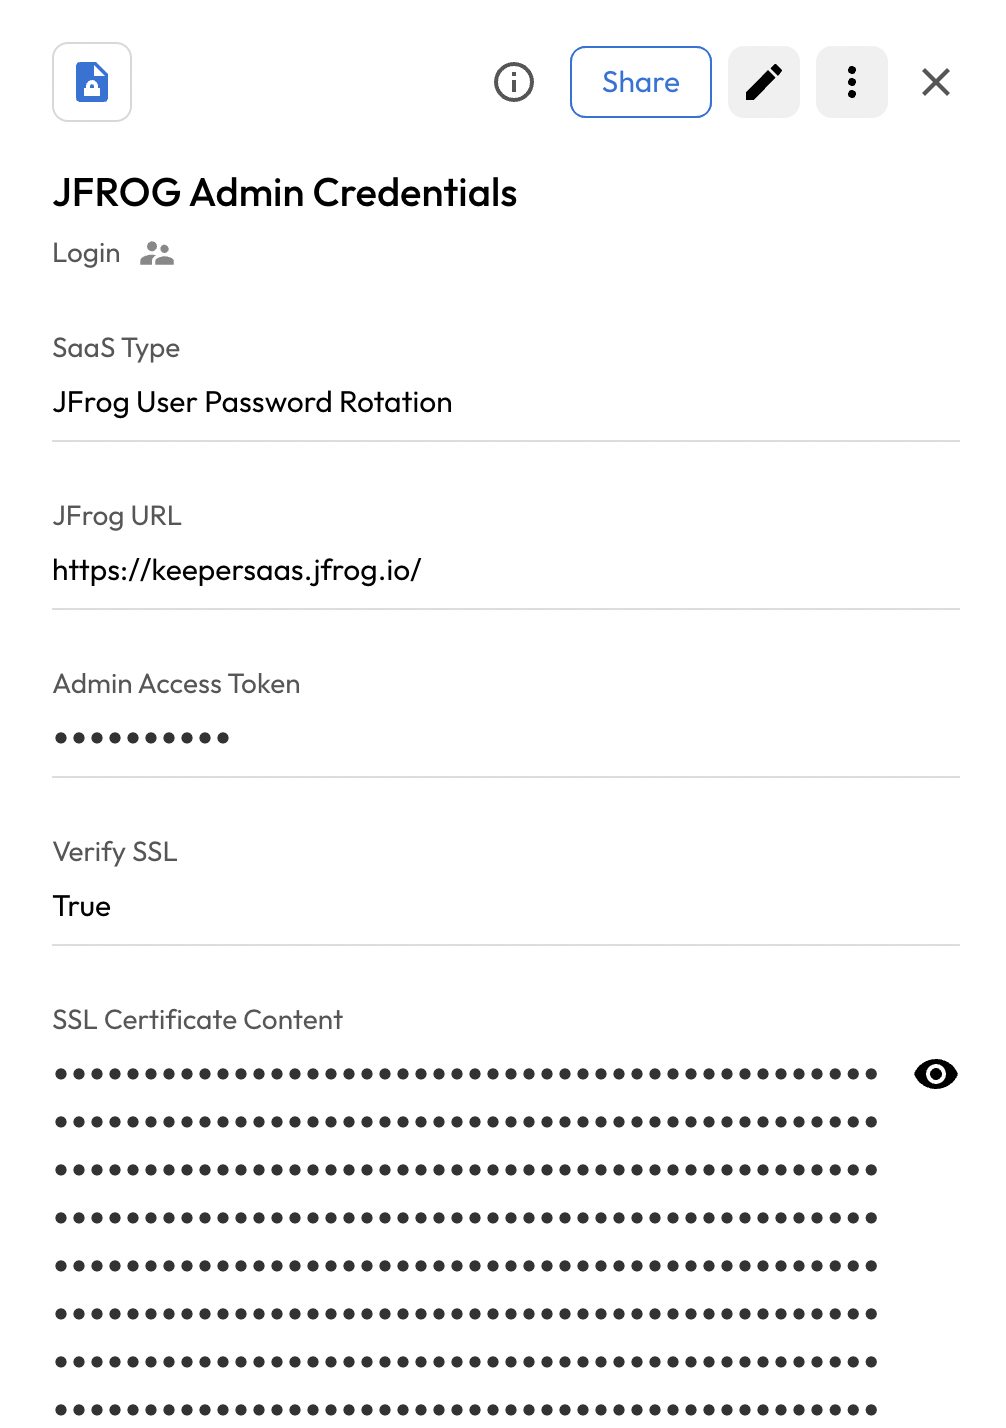 Share
JFROG Admin Credentials
Login
SaaS Type
JFrog User Password Rotation
JFrog URL
https://keepersaas.jfrog.io/
Admin Access Token
••••••••••
Verify SSL
True
SSL Certificate Content
••••••••••••••••••••••••••••••••••••••••••••••
••••••••••••••••••••••••••••••••••••••••••••••
••••••••••••••••••••••••••••••••••••••••••••••
••••••••••••••••••••••••••••••••••••••••••••••
••••••••••••••••••••••••••••••••••••••••••••••
••••••••••••••••••••••••••••••••••••••••••••••
••••••••••••••••••••••••••••••••••••••••••••••
••••••••••••••••••••••••••••••••••••••••••••••